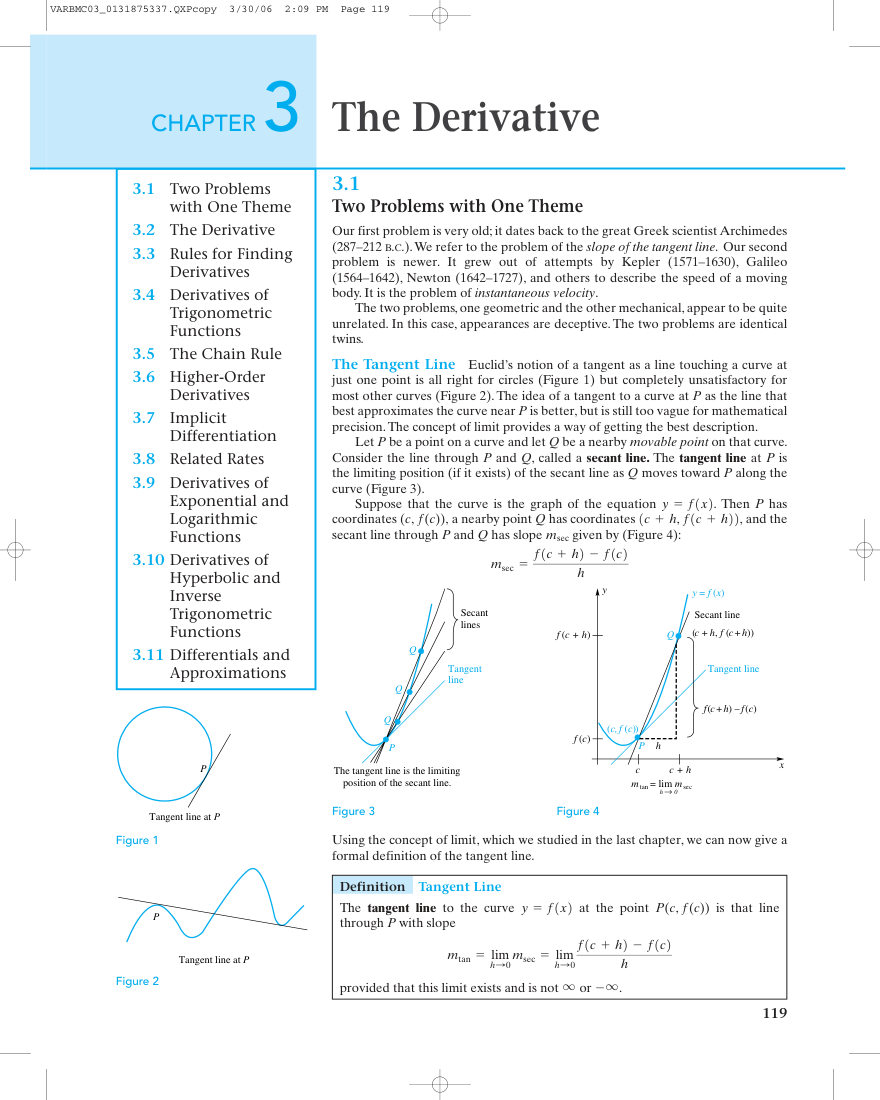 VARBMC03_0131875337.QXPcopy 3/30/06 2:09 PM Page 119
CHAPTER 3
The Derivative
3.1 Two Problems
with One Theme
3.2 The Derivative
3.3 Rules for Finding
Derivatives
3.4 Derivatives of
Trigonometric
Functions
3.5 The Chain Rule
3.6 Higher-Order
Derivatives
3.7 Implicit
Differentiation
3.8 Related Rates
3.9 Derivatives of
Exponential and
Logarithmic
Functions
3.10 Derivatives of
Hyperbolic and
Inverse
Trigonometric
Functions
3.11 Differentials and
Approximations
P
Tangent line at P
Figure 1
P
Tangent line at P
Figure 2
3.1
Two Problems with One Theme
Our first problem is very old; it dates back to the great Greek scientist Archimedes
(287–212 B.C.). We refer to the problem of the slope of the tangent line. Our second
problem is newer. It grew out of attempts by Kepler (1571–1630), Galileo
(1564–1642), Newton (1642–1727), and others to describe the speed of a moving
body. It is the problem of instantaneous velocity.
The two problems, one geometric and the other mechanical, appear to be quite
unrelated. In this case, appearances are deceptive. The two problems are identical
twins.
The Tangent Line Euclid's notion of a tangent as a line touching a curve at
just one point is all right for circles (Figure 1) but completely unsatisfactory for
most other curves (Figure 2). The idea of a tangent to a curve at P as the line that
best approximates the curve near P is better, but is still too vague for mathematical
precision. The concept of limit provides a way of getting the best description.
Let P be a point on a curve and let Q be a nearby movable point on that curve.
Consider the line through P and Q, called a secant line. The tangent line at P is
the limiting position (if it exists) of the secant line as Q moves toward P along the
curve (Figure 3).
Suppose that the curve is the graph of the equation y = f(x). Then P has
coordinates (c, f(c)), a nearby point Q has coordinates (c + h, f(c + h)), and the
secant line through P and Q has slope m_sec given by (Figure 4):
m_sec = (f(c + h) − f(c)) / h
Secant
lines
Q
Tangent
line
Q
Q
P
The tangent line is the limiting
position of the secant line.
Figure 3
y
y = f(x)
Secant line
f(c + h)
Q
(c + h, f(c + h))
Tangent line
f(c + h) − f(c)
(c, f(c))
f(c)
P
h
x
c
c + h
m_tan = lim_{h→0} m_sec
Figure 4
Using the concept of limit, which we studied in the last chapter, we can now give a
formal definition of the tangent line.
Definition Tangent Line
The tangent line to the curve y = f(x) at the point P(c, f(c)) is that line
through P with slope
m_tan = lim_{h→0} m_sec = lim_{h→0} (f(c + h) − f(c)) / h
provided that this limit exists and is not ∞ or −∞.
119